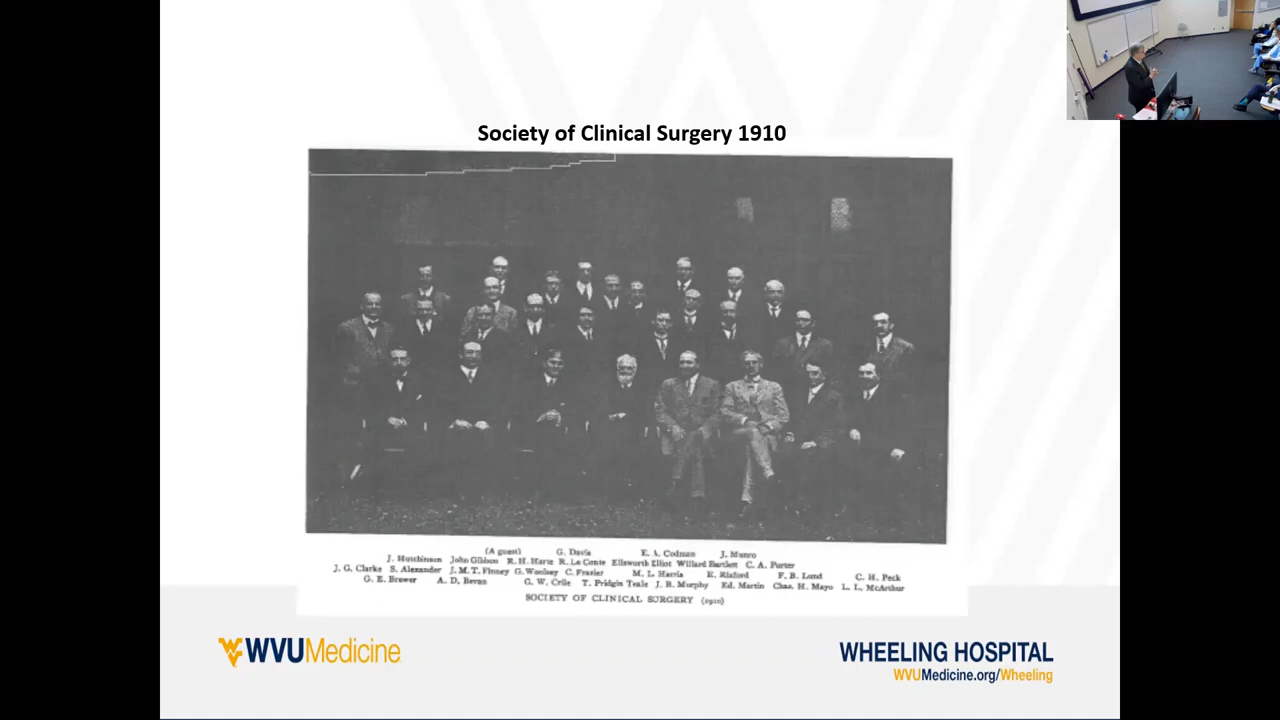 Society of Clinical Surgery 1910
(A guest) G. Davis E. A. Codman J. Munro
J. Hutchinson John Gibbon R. H. Harte R. Le Conte Ellsworth Elliot Willard Bartlett C. A. Porter
J. G. Clarke S. Alexander J. M. T. Finney G. Woolsey C. Frazier M. L. Harris E. Rixford F. B. Lund C. H. Peck
G. E. Brewer A. D. Bevan G. W. Crile T. Pridgin Teale J. B. Murphy Ed. Martin Chas. H. Mayo L. L. McArthur
SOCIETY OF CLINICAL SURGERY (1910)
WVUMedicine
WHEELING HOSPITAL
WVUMedicine.org/Wheeling